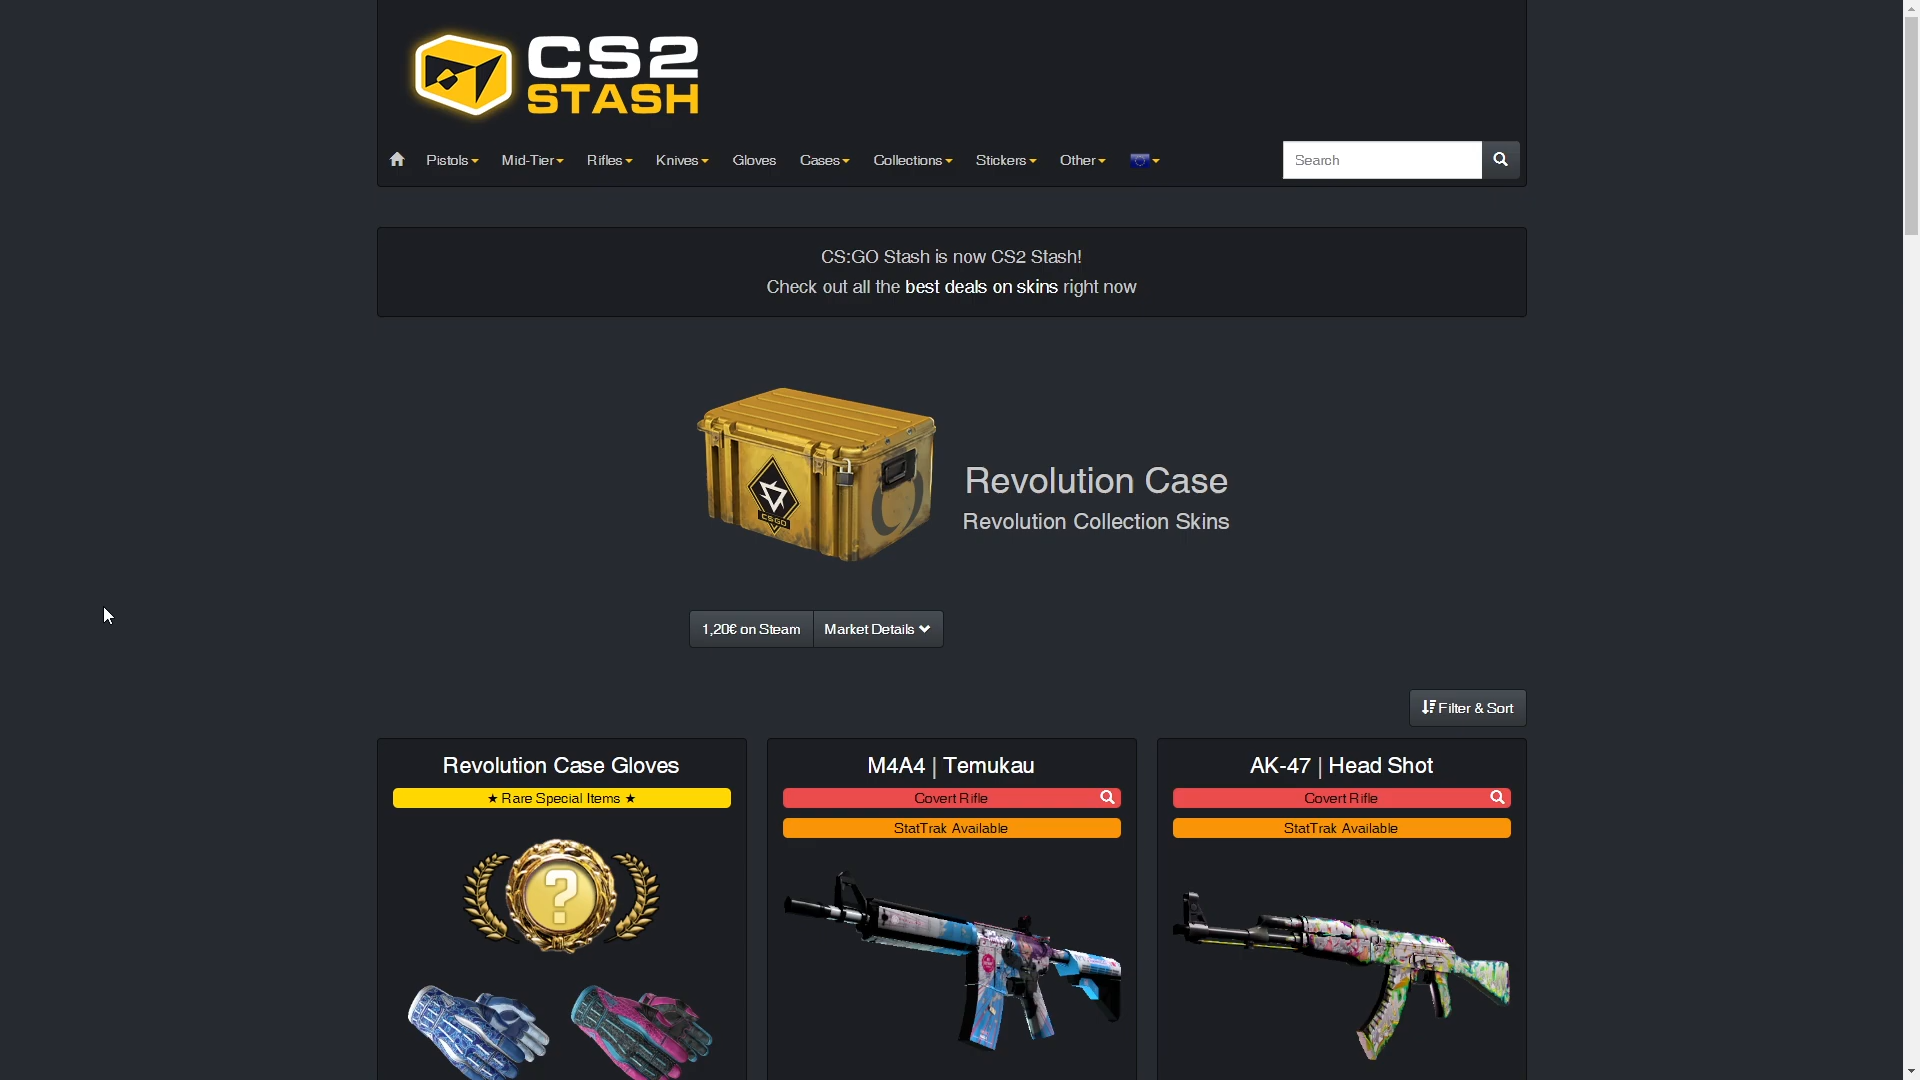 CS2
STASH
Pistols Mid-Tier Rifles Knives Gloves Cases Collections Stickers Other Search
CS:GO Stash is now CS2 Stash!
Check out all the best deals on skins right now
CSGO
Revolution Case
Revolution Collection Skins
1,20€ on Steam Market Details
Filter & Sort
Revolution Case Gloves
★ Rare Special Items ★
?
M4A4 | Temukau
Covert Rifle
StatTrak Available
AK-47 | Head Shot
Covert Rifle
StatTrak Available